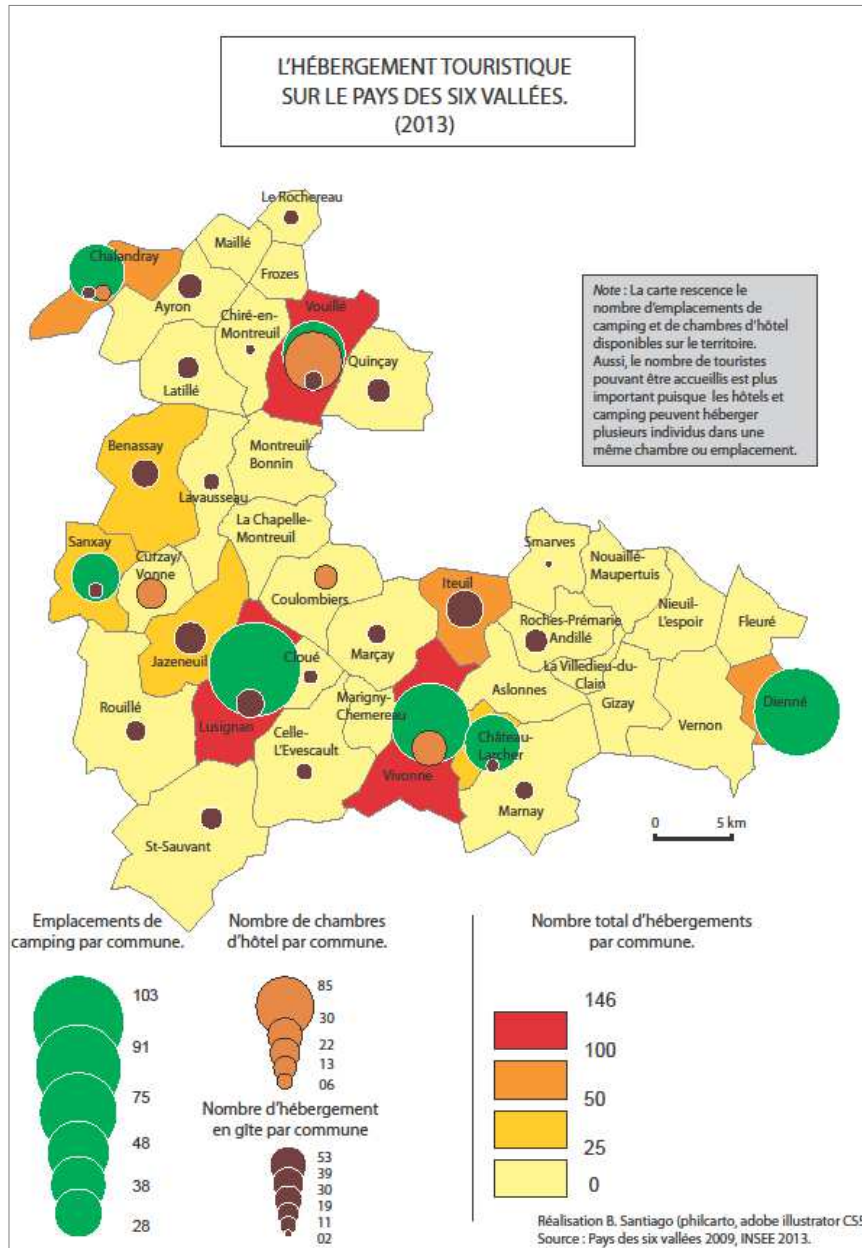 L'HÉBERGEMENT TOURISTIQUE
SUR LE PAYS DES SIX VALLÉES.
(2013)
Le Rochereau
Maillé
Chalandray
Frozes
Ayron
Vouillé
Chiré-en-
Montreuil
Quinçay
Latillé
Note : La carte rescence le
nombre d'emplacements de
camping et de chambres d'hôtel
disponibles sur le territoire.
Aussi, le nombre de touristes
pouvant être accueillis est plus
important puisque les hôtels et
camping peuvent héberger
plusieurs individus dans une
même chambre ou emplacement.
Benassay
Montreuil-
Bonnin
Lavausseau
La Chapelle-
Montreuil
Sanxay
Curzay/
Vonne
Coulombiers
Smarves
Nouaillé-
Maupertuis
Iteuil
Nieuil-
L'espoir
Fleuré
Roches-Prémarie
Andillé
Jazeneuil
Cloué
Marçay
La Villedieu-du-
Clain
Aslonnes
Gizay
Vernon
Dienné
Rouillé
Lusignan
Marigny-
Chemereau
Celle-
L'Evescault
Château-
Larcher
Vivonne
Marnay
St-Sauvant
0 5 km
Emplacements de
camping par commune.
103
91
75
48
38
28
Nombre de chambres
d'hôtel par commune.
85
30
22
13
06
Nombre d'hébergement
en gîte par commune
53
39
30
19
11
02
Nombre total d'hébergements
par commune.
146
100
50
25
0
Réalisation B. Santiago (philcarto, adobe illustrator CS5
Source : Pays des six vallées 2009, INSEE 2013.